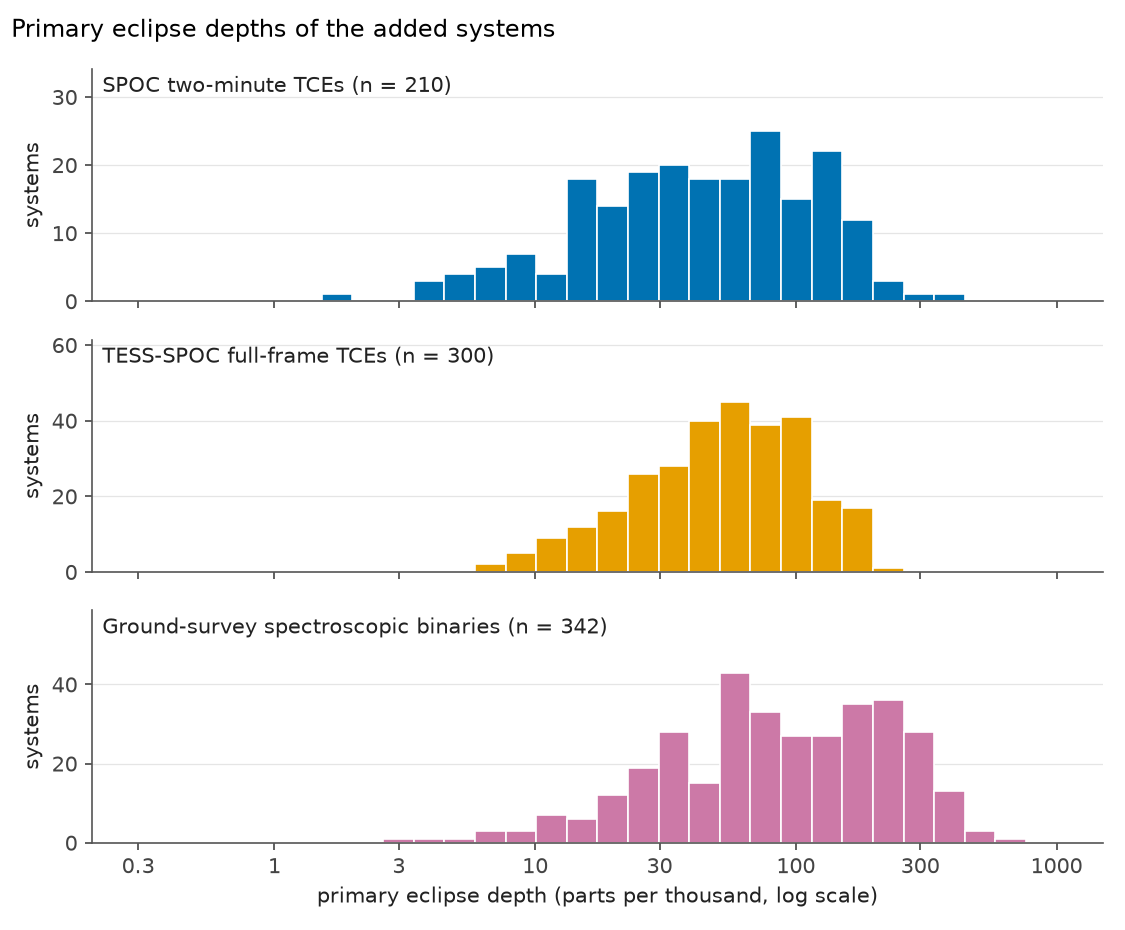 Primary eclipse depths of the added systems
SPOC two-minute TCEs (n = 210)
30
20
10
0
systems
TESS-SPOC full-frame TCEs (n = 300)
60
40
20
0
systems
Ground-survey spectroscopic binaries (n = 342)
40
20
0
systems
0.3 1 3 10 30 100 300 1000
primary eclipse depth (parts per thousand, log scale)